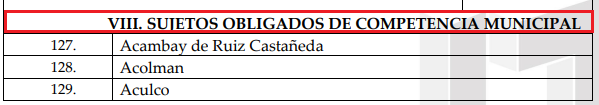 VIII. SUJETOS OBLIGADOS DE COMPETENCIA MUNICIPAL
127. Acambay de Ruiz Castañeda
128. Acolman
129. Aculco